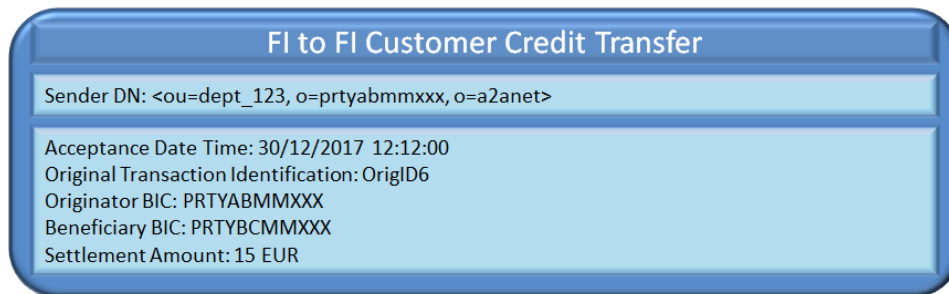 FI to FI Customer Credit Transfer
Sender DN: <ou=dept_123, o=prtyabmmxxx, o=a2anet>
Acceptance Date Time: 30/12/2017 12:12:00
Original Transaction Identification: OrigID6
Originator BIC: PRTYABMMXXX
Beneficiary BIC: PRTYBCMMXXX
Settlement Amount: 15 EUR